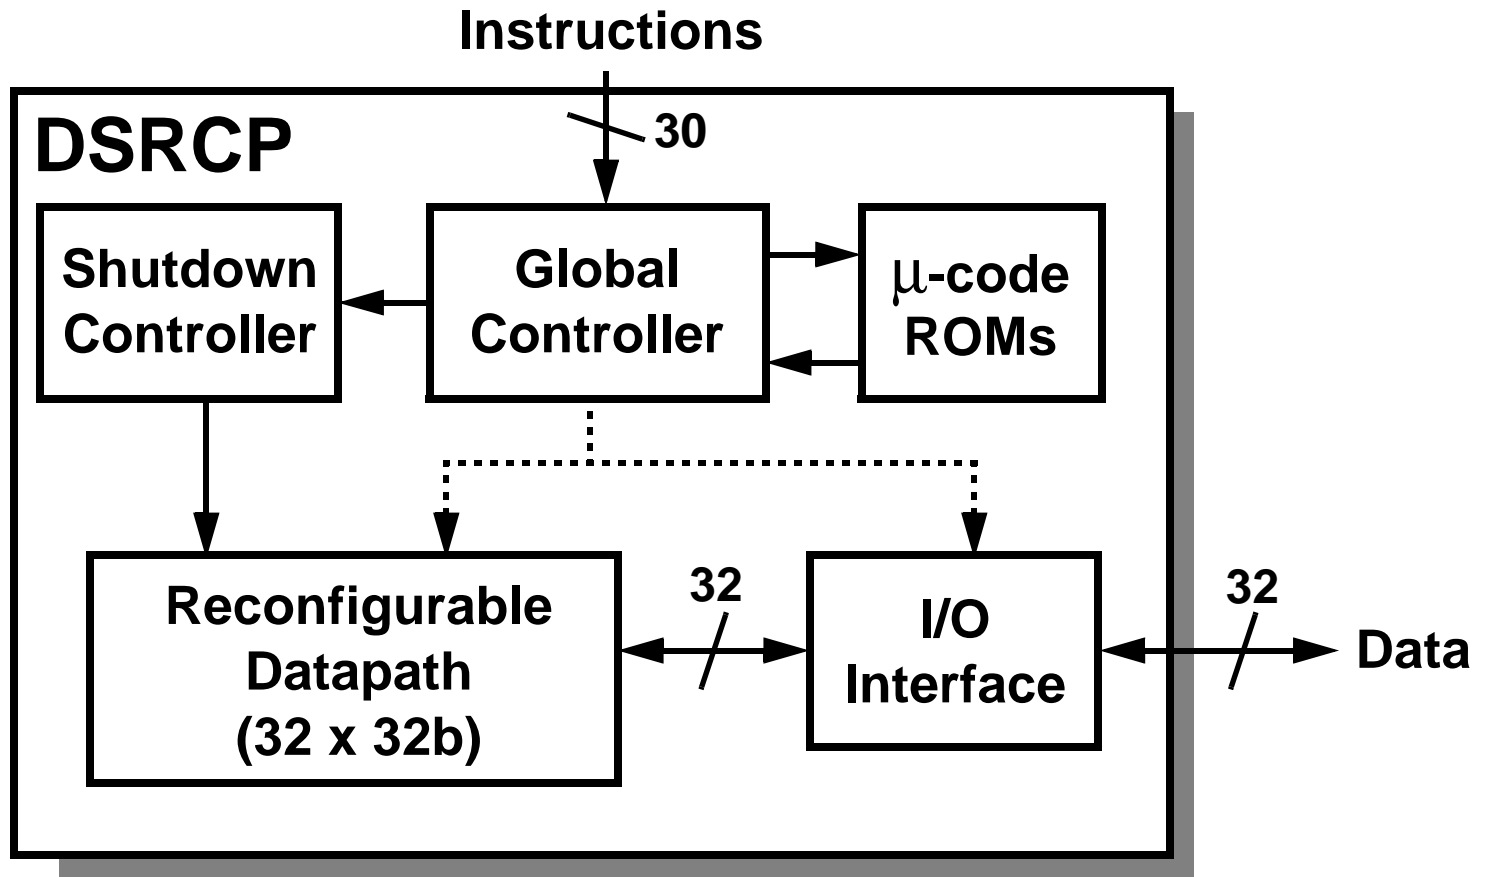 Instructions
30
DSRCP
Shutdown
Controller
Global
Controller
μ-code
ROMs
Reconfigurable
Datapath
(32 x 32b)
32
I/O
Interface
32
Data